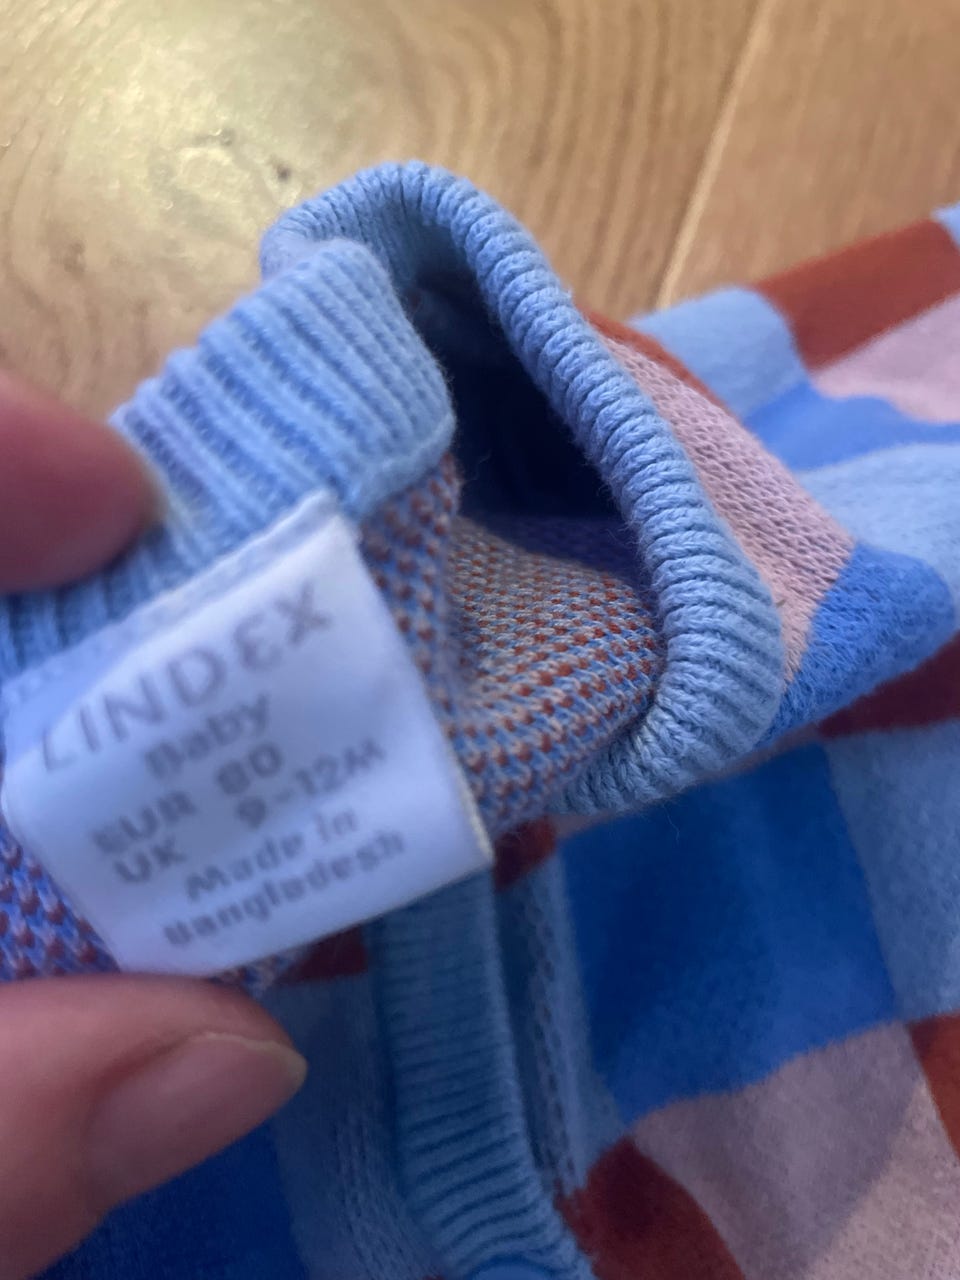 LINDEX
Baby
EUR 80
UK 9-12M
Made in
Bangladesh